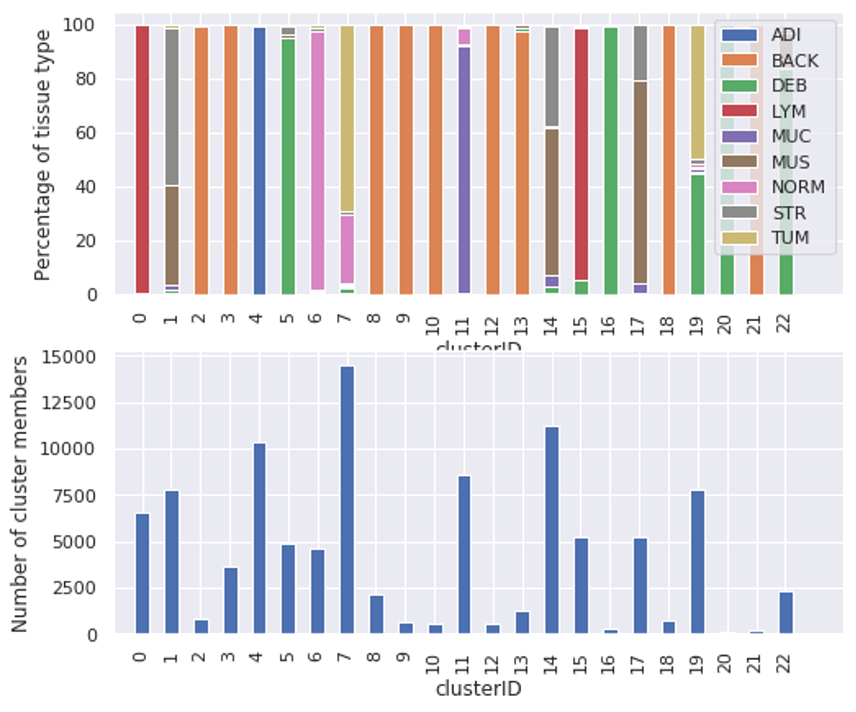 Percentage of tissue type
100
80
60
40
20
0
ADI
BACK
DEB
LYM
MUC
MUS
NORM
STR
TUM
0 1 2 3 4 5 6 7 8 9 10 11 12 13 14 15 16 17 18 19 20 21 22
clusterID
Number of cluster members
15000
12500
10000
7500
5000
2500
0
0 1 2 3 4 5 6 7 8 9 10 11 12 13 14 15 16 17 18 19 20 21 22
clusterID